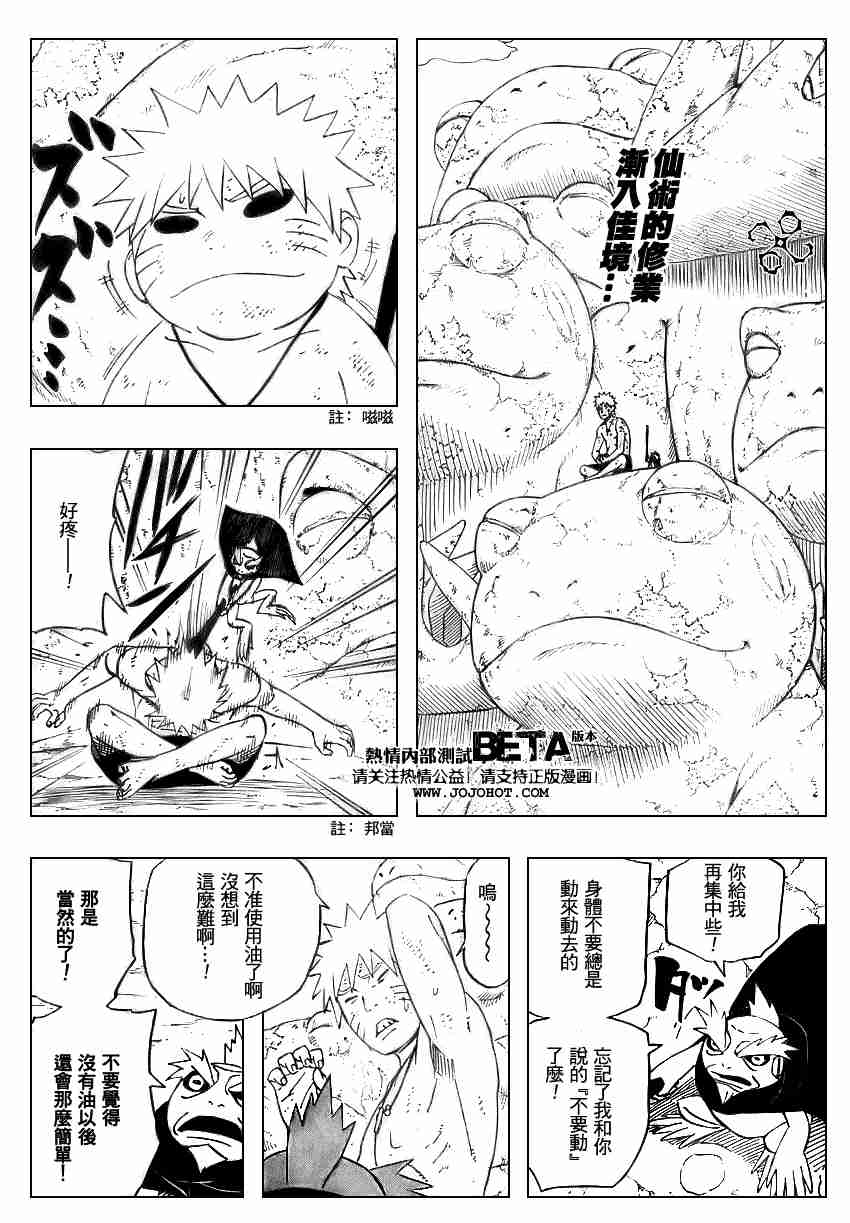 仙術的修業
漸入佳境…
ズズ…
註： 嗞嗞
好疼──！
註： 邦當
熱情內部測試BETA版本
请关注热情公益！请支持正版漫画！
WWW.JOJOHOT.COM
你給我
再集中些！
身體不要總是
動來動去的
忘記了我和你
說的『不要動』
了麼！
嗚～～～
不准使用油了啊
沒想到
這麼難啊…！
那是
當然的了！
不要覺得
沒有油以後
還會那麼簡單！